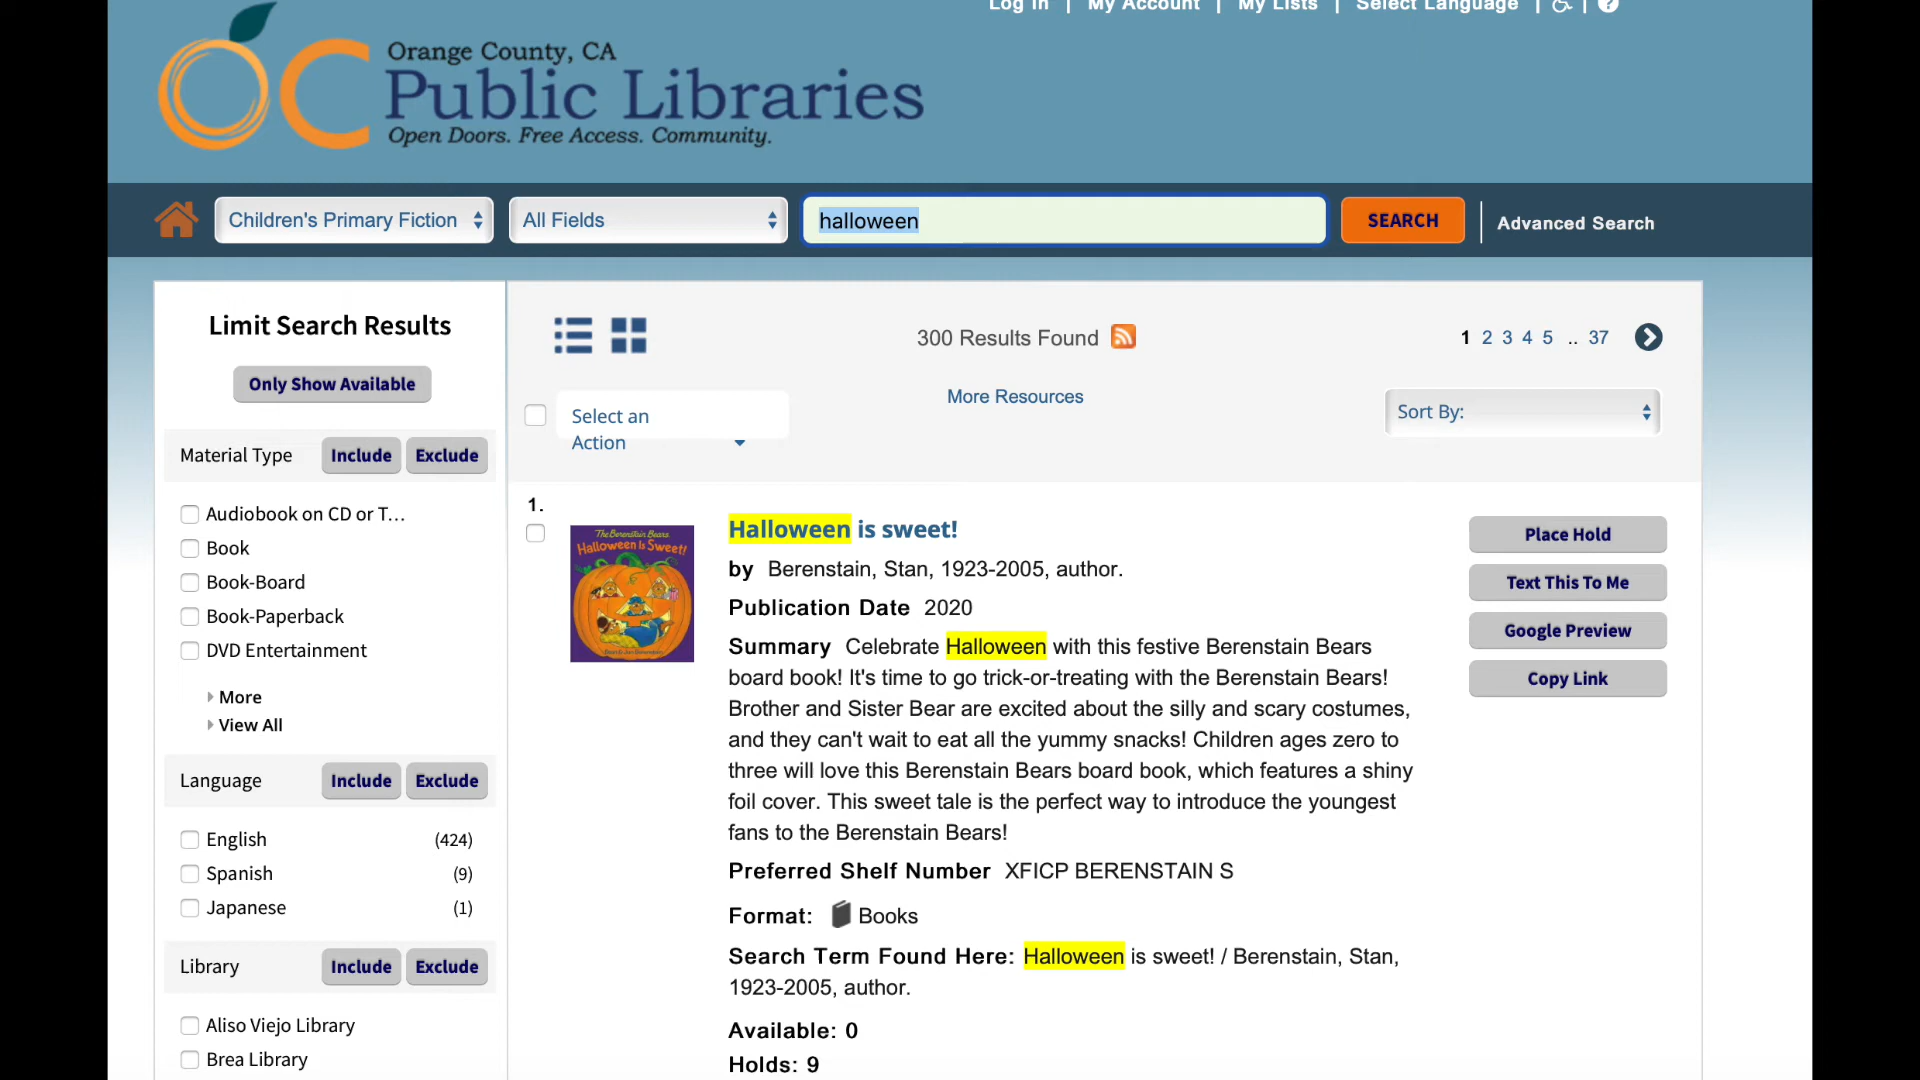 Log In | My Account | My Lists | Select Language | | ?
OC Orange County, CA
Public Libraries
Open Doors. Free Access. Community.
Children's Primary Fiction
All Fields
halloween
SEARCH
Advanced Search
Limit Search Results
Only Show Available
Material Type Include Exclude
Audiobook on CD or T...
Book
Book-Board
Book-Paperback
DVD Entertainment
More
View All
Language Include Exclude
English (424)
Spanish (9)
Japanese (1)
Library Include Exclude
Aliso Viejo Library
Brea Library
300 Results Found
1 2 3 4 5 .. 37
More Resources
Select an
Action
Sort By:
1.
The Berenstain Bears
Halloween Is Sweet!
Halloween is sweet!
by Berenstain, Stan, 1923-2005, author.
Publication Date 2020
Summary Celebrate Halloween with this festive Berenstain Bears
board book! It's time to go trick-or-treating with the Berenstain Bears!
Brother and Sister Bear are excited about the silly and scary costumes,
and they can't wait to eat all the yummy snacks! Children ages zero to
three will love this Berenstain Bears board book, which features a shiny
foil cover. This sweet tale is the perfect way to introduce the youngest
fans to the Berenstain Bears!
Preferred Shelf Number XFICP BERENSTAIN S
Format: Books
Search Term Found Here: Halloween is sweet! / Berenstain, Stan,
1923-2005, author.
Available: 0
Holds: 9
Place Hold
Text This To Me
Google Preview
Copy Link